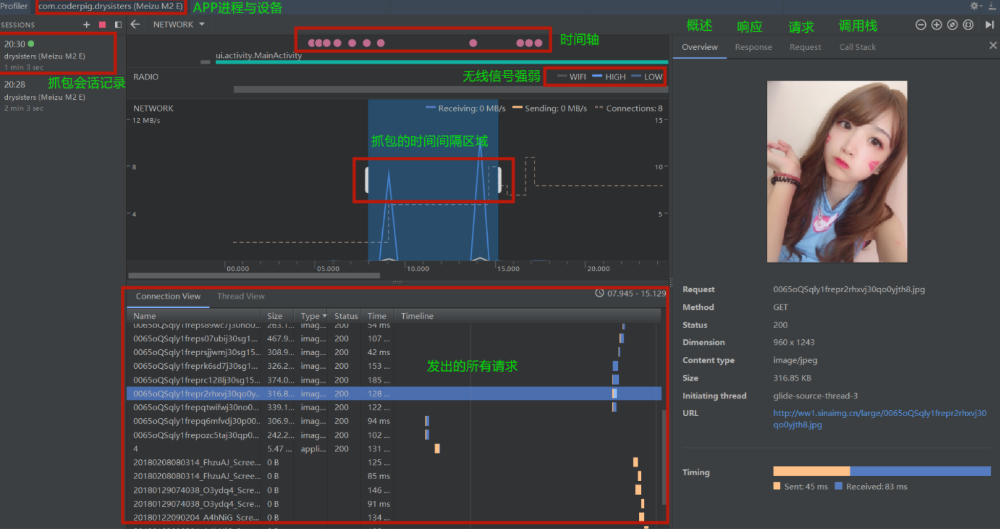 Profiler com.coderpig.drysisters (Meizu M2 E) APP进程与设备
SESSIONS
NETWORK
概述 响应 请求 调用栈
20:30
drysisters (Meizu M2 E)
1 min 3 sec
20:28
抓包会话记录
drysisters (Meizu M2 E)
2 min 3 sec
时间轴
ui.activity.MainActivity
RADIO
无线信号强弱
WIFI HIGH LOW
NETWORK
Receiving: 0 MB/s Sending: 0 MB/s Connections: 8
12 MB/s
15
抓包的时间间隔区域
8
10
4
5
00.000 05.000 10.000 15.000 20.000
Connection View Thread View
07.945 - 15.129
Name Size Type Status Time Timeline
0065oQSqly1freps89wc7j30no0... 263.1... imag... 200 54 ms
0065oQSqly1freps07ubij30sg1... 467.9... imag... 200 107 ...
0065oQSqly1freprsjjwmj30sg15... 308.9... imag... 200 42 ms
0065oQSqly1freprk6sd7j30sg1... 326.2... imag... 200 153 ...
0065oQSqly1freprc128lj30sg15... 374.0... imag... 200 185 ...
0065oQSqly1frepr2rhxvj30qo0y... 316.8... imag... 200 128 ...
0065oQSqly1frepqtwifwj30no0... 339.1... imag... 200 122 ...
0065oQSqly1frepq6mfvdj30p00... 306.9... imag... 200 94 ms
0065oQSqly1frepozc5taj30qp0... 242.2... imag... 200 102 ...
4 5.47 ... appli... 200 131 ...
20180208080314_FhzuAJ_Scree... 0 B 125 ...
20180208080314_FhzuAJ_Scree... 0 B 85 ms
20180129074038_O3ydq4_Scre... 0 B 146 ...
20180129074038_O3ydq4_Scre... 0 B 91 ms
20180122090204_A4hNiG_Scre... 0 B 134 ...
发出的所有请求
Overview Response Request Call Stack
Request 0065oQSqly1frepr2rhxvj30qo0yjth8.jpg
Method GET
Status 200
Dimension 960 x 1243
Content type image/jpeg
Size 316.85 KB
Initiating thread glide-source-thread-3
URL http://ww1.sinaimg.cn/large/0065oQSqly1frepr2rhxvj30
qo0yjth8.jpg
Timing
Sent: 45 ms Received: 83 ms